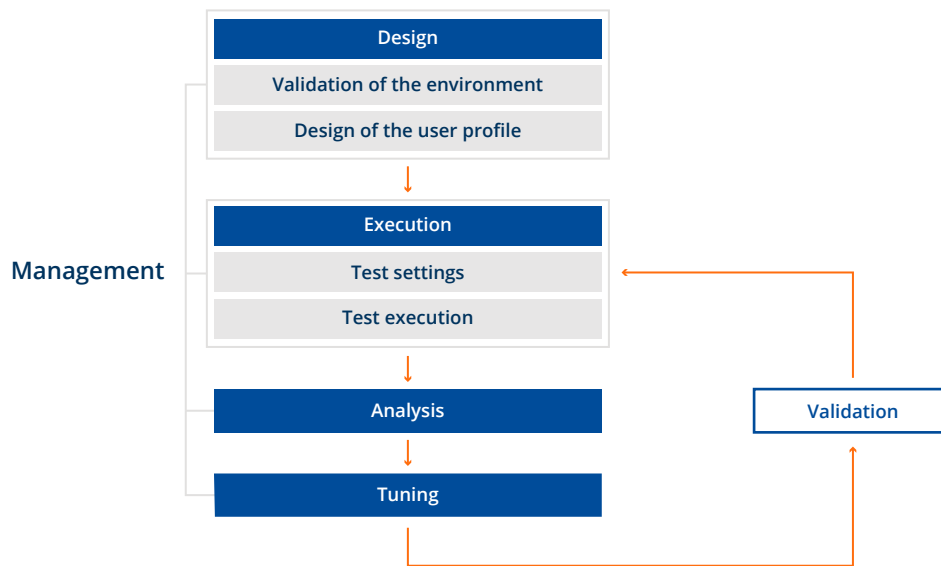 Design
Validation of the environment
Design of the user profile
Execution
Management
Test settings
Test execution
Analysis
Validation
Tuning